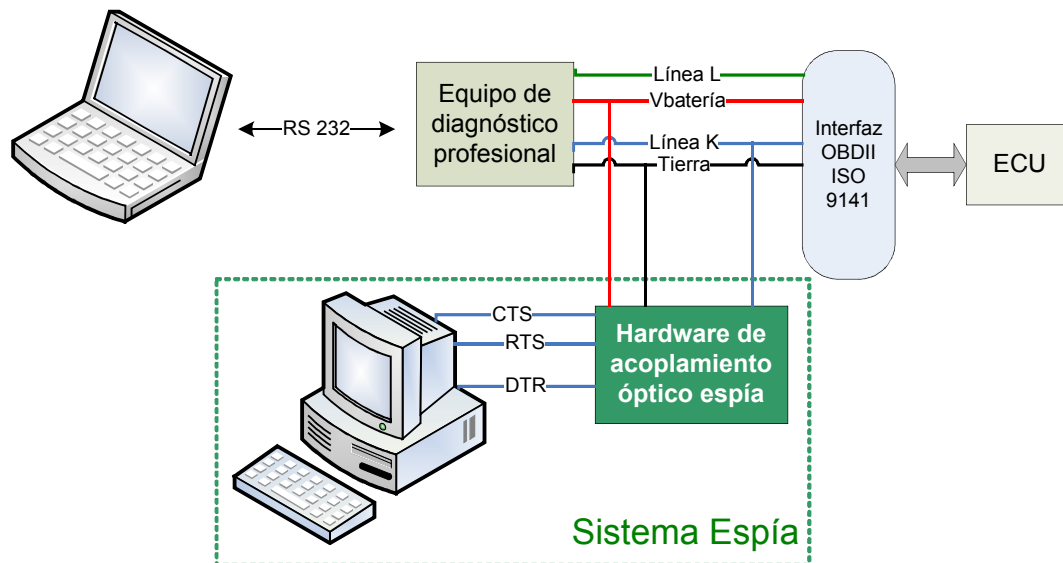 RS 232
Equipo de
diagnóstico
profesional
Línea L
Vbatería
Línea K
Tierra
Interfaz
OBDII
ISO
9141
ECU
CTS
RTS
DTR
Hardware de
acoplamiento
óptico espía
Sistema Espía